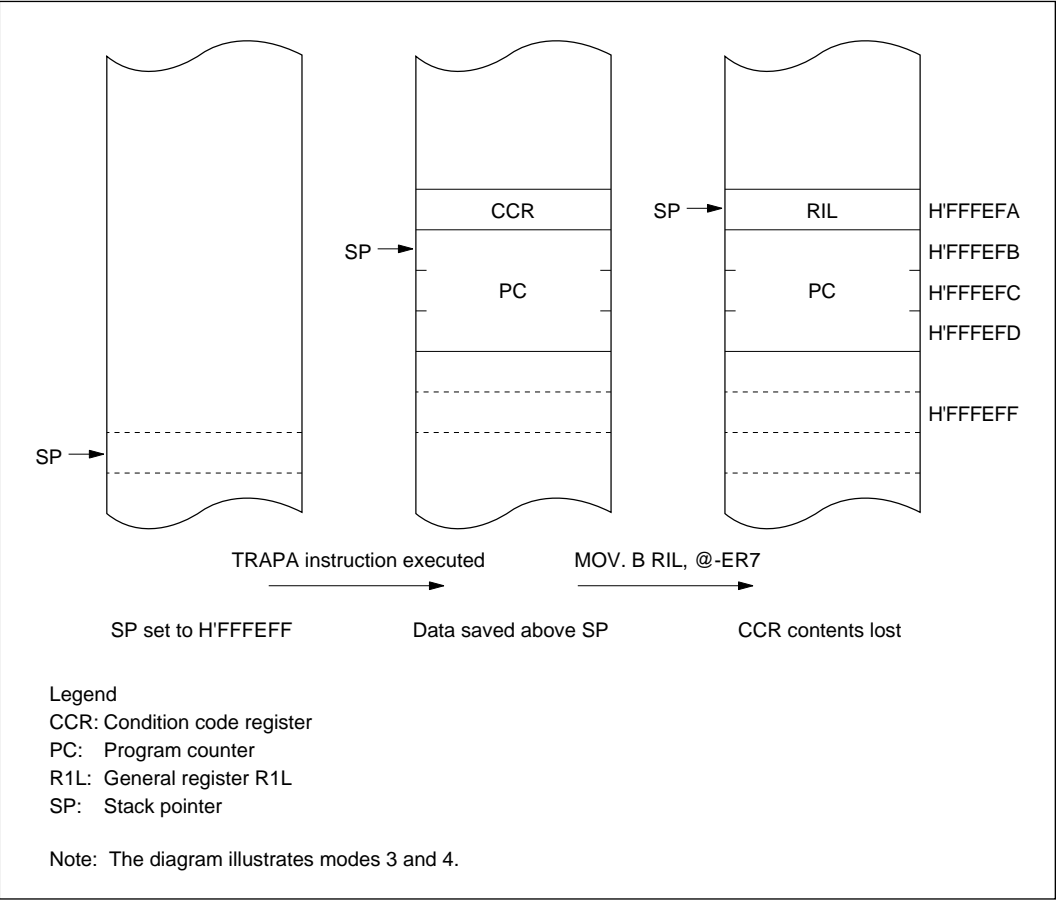 CCR
SP
RIL
H'FFFEFA
SP
H'FFFEFB
PC
PC
H'FFFEFC
H'FFFEFD
H'FFFEFF
SP
TRAPA instruction executed
MOV. B RIL, @-ER7
SP set to H'FFFEFF
Data saved above SP
CCR contents lost
Legend
CCR: Condition code register
PC: Program counter
R1L: General register R1L
SP: Stack pointer
Note: The diagram illustrates modes 3 and 4.